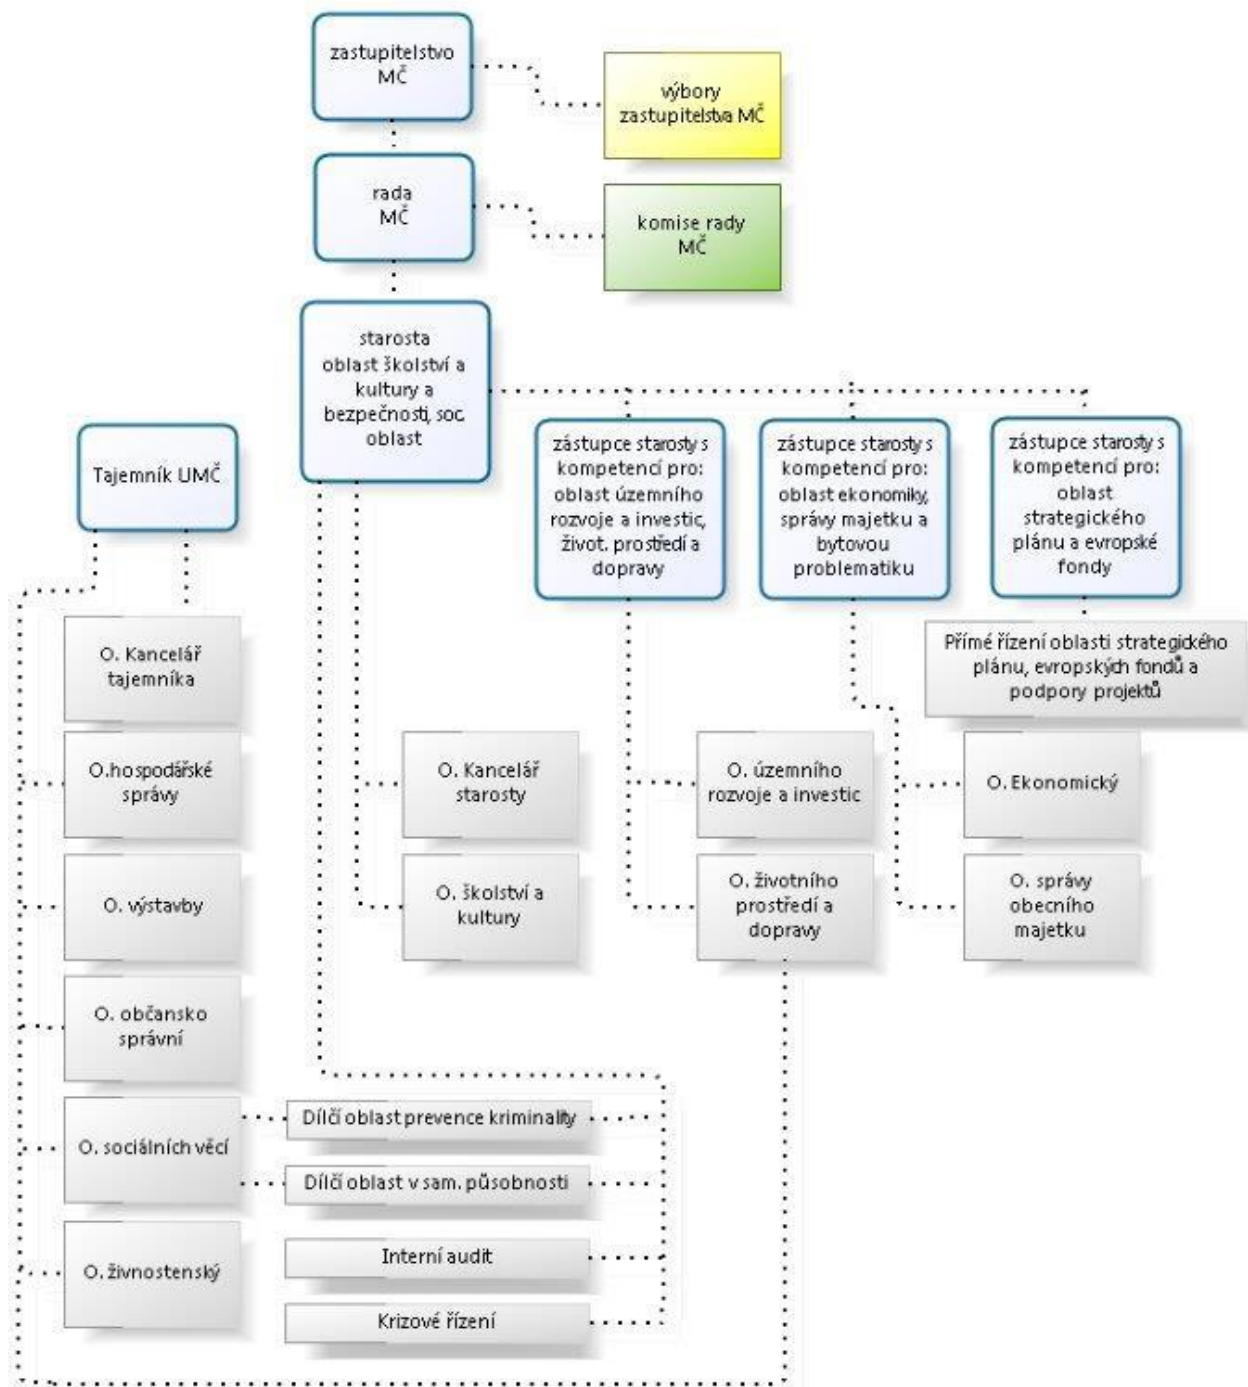 zastupitelstvo
MČ
výbory
zastupitelstva MČ
rada
MČ
komise rady
MČ
starosta
oblast školství a
kultury a
bezpečnosti, soc.
oblast
Tajemník UMČ
zástupce starosty s
kompetencí pro:
oblast územního
rozvoje a investic,
život. prostředí a
dopravy
zástupce starosty s
kompetencí pro:
oblast ekonomiky,
správy majetku a
bytovou
problematiku
zástupce starosty s
kompetencí pro:
oblast
strategického
plánu a evropské
fondy
O. Kancelář
tajemníka
Přímé řízení oblasti strategického
plánu, evropských fondů a
podpory projektů
O.hospodářské
správy
O. Kancelář
starosty
O. územního
rozvoje a investic
O. Ekonomický
O. výstavby
O. školství a
kultury
O. životního
prostředí a
dopravy
O. správy
obecního
majetku
O. občansko
správní
O. sociálních věcí
Dílčí oblast prevence kriminality
Dílčí oblast v sam. působnosti
O. živnostenský
Interní audit
Krizové řízení